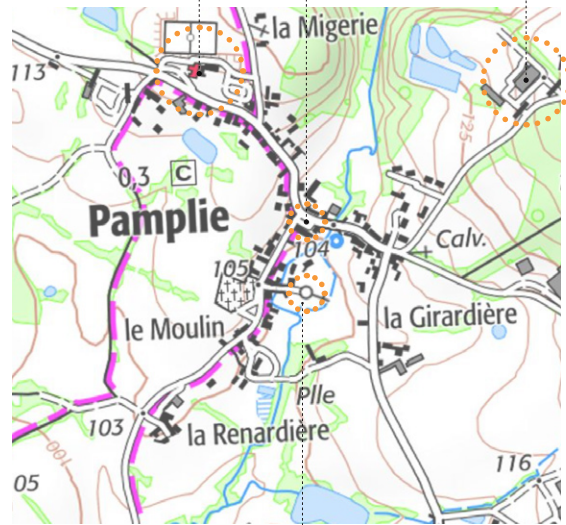 la Migerie
113
125
0,3
C
Pamplie
104
Calv.
105
le Moulin
la Girardière
Plle
103
la Renardière
100
116
05